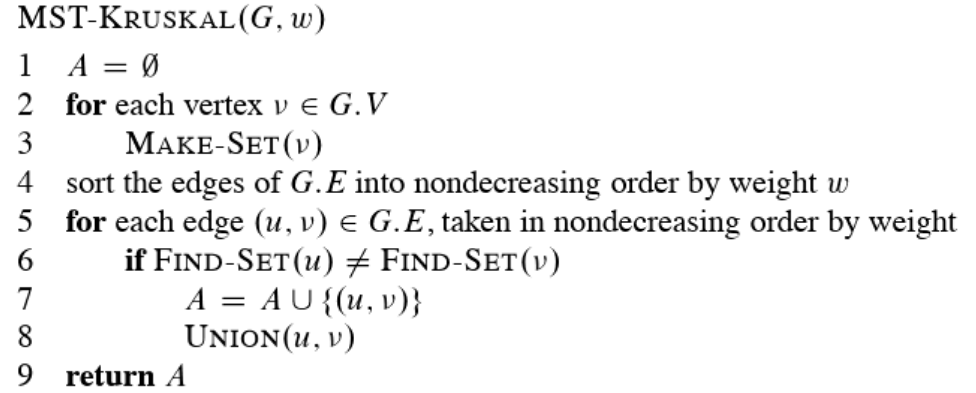 MST-KRUSKAL(G, w)
1 A = ∅
2 for each vertex v ∈ G.V
3 MAKE-SET(v)
4 sort the edges of G.E into nondecreasing order by weight w
5 for each edge (u, v) ∈ G.E, taken in nondecreasing order by weight
6 if FIND-SET(u) ≠ FIND-SET(v)
7 A = A ∪ {(u, v)}
8 UNION(u, v)
9 return A